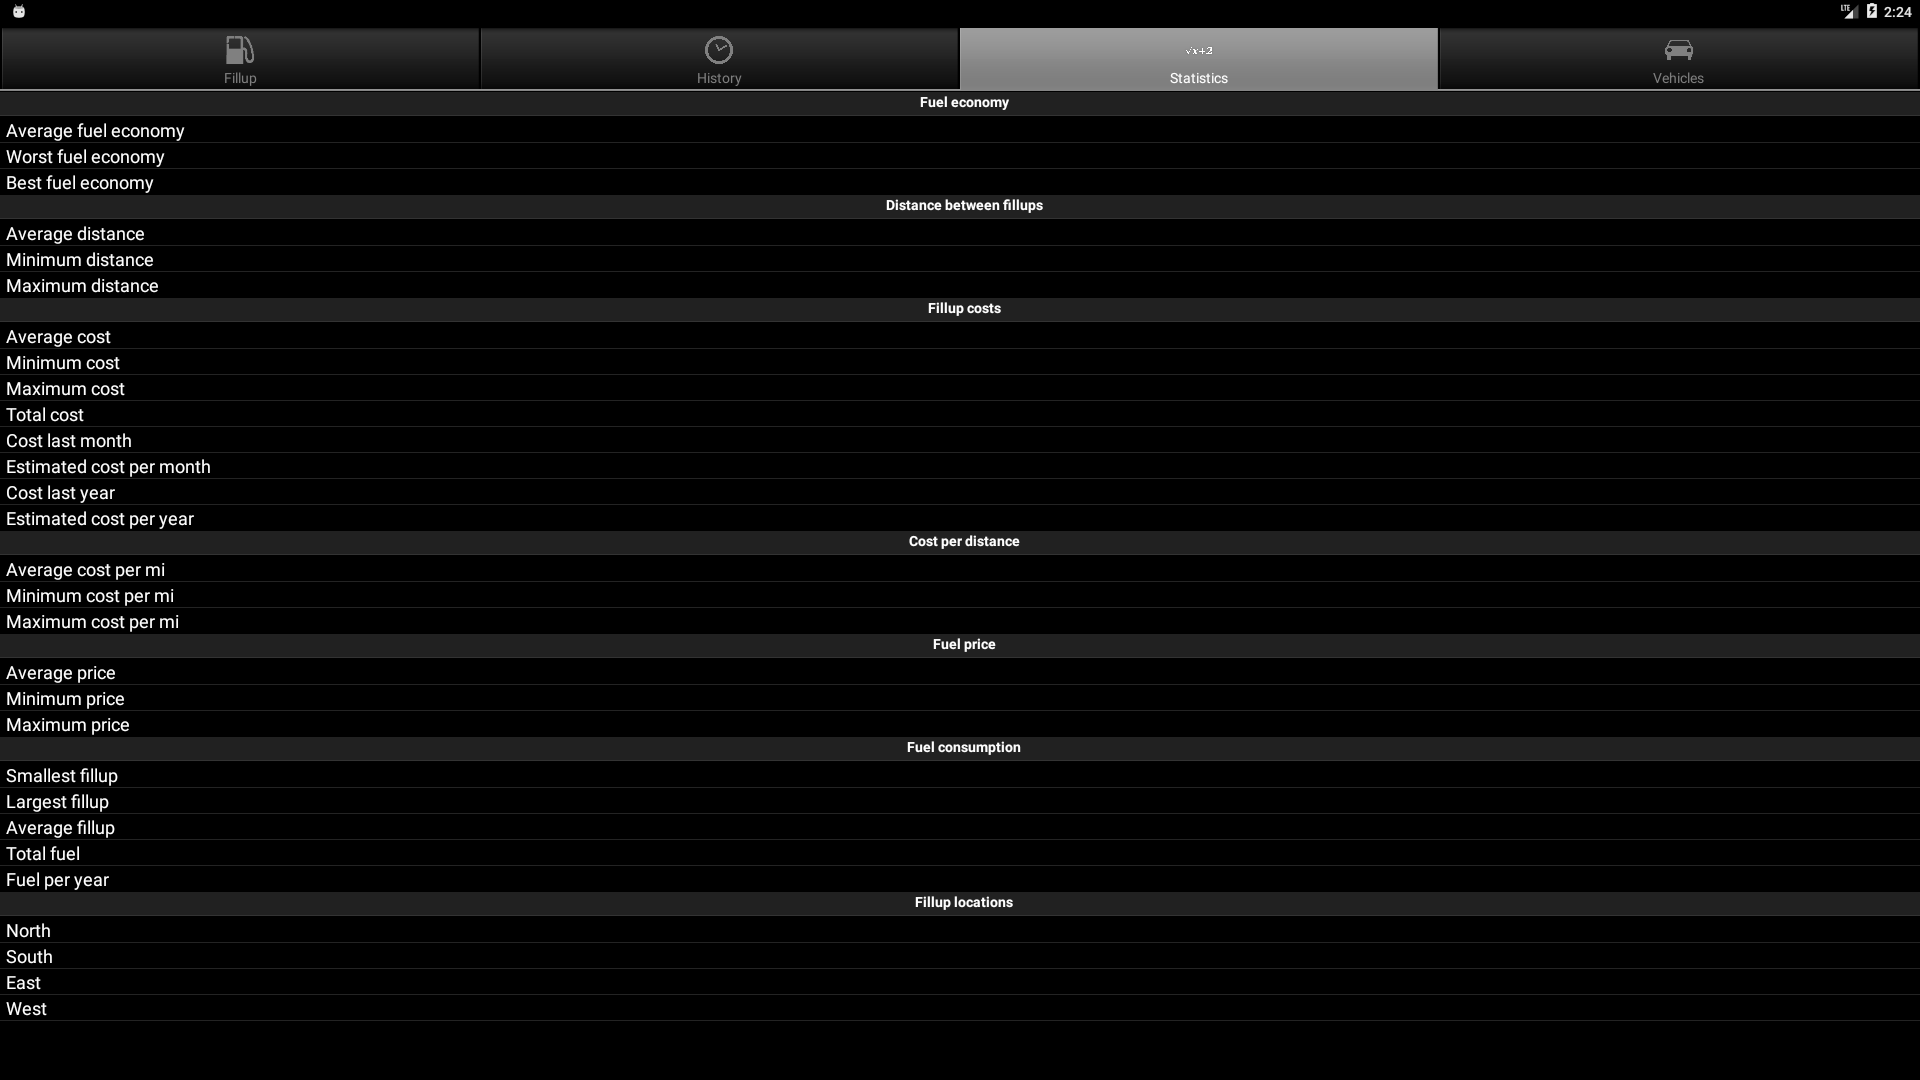 LTE 2:24
Fillup
History
√x+2
Statistics
Vehicles
Fuel economy
Average fuel economy
Worst fuel economy
Best fuel economy
Distance between fillups
Average distance
Minimum distance
Maximum distance
Fillup costs
Average cost
Minimum cost
Maximum cost
Total cost
Cost last month
Estimated cost per month
Cost last year
Estimated cost per year
Cost per distance
Average cost per mi
Minimum cost per mi
Maximum cost per mi
Fuel price
Average price
Minimum price
Maximum price
Fuel consumption
Smallest fillup
Largest fillup
Average fillup
Total fuel
Fuel per year
Fillup locations
North
South
East
West